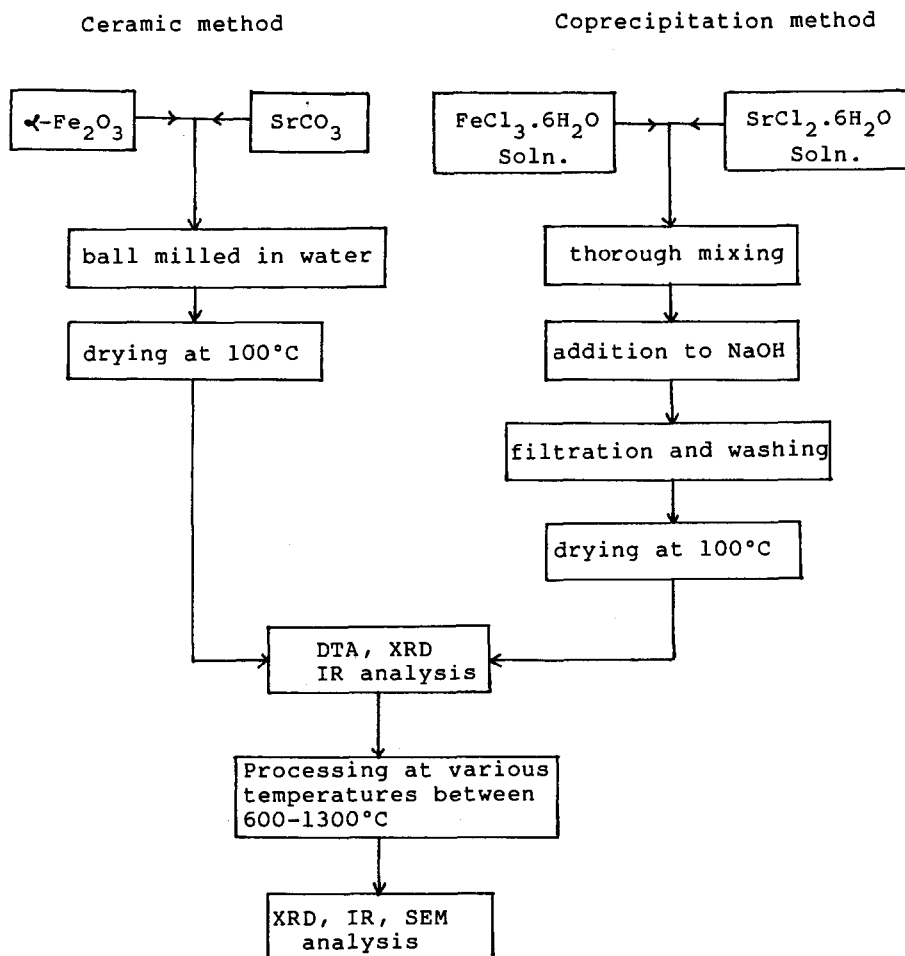 Ceramic method
Coprecipitation method
α-Fe₂O₃
SrCO₃
FeCl₃.6H₂O
Soln.
SrCl₂.6H₂O
Soln.
ball milled in water
drying at 100°C
thorough mixing
addition to NaOH
filtration and washing
drying at 100°C
DTA, XRD
IR analysis
Processing at various
temperatures between
600-1300°C
XRD, IR, SEM
analysis